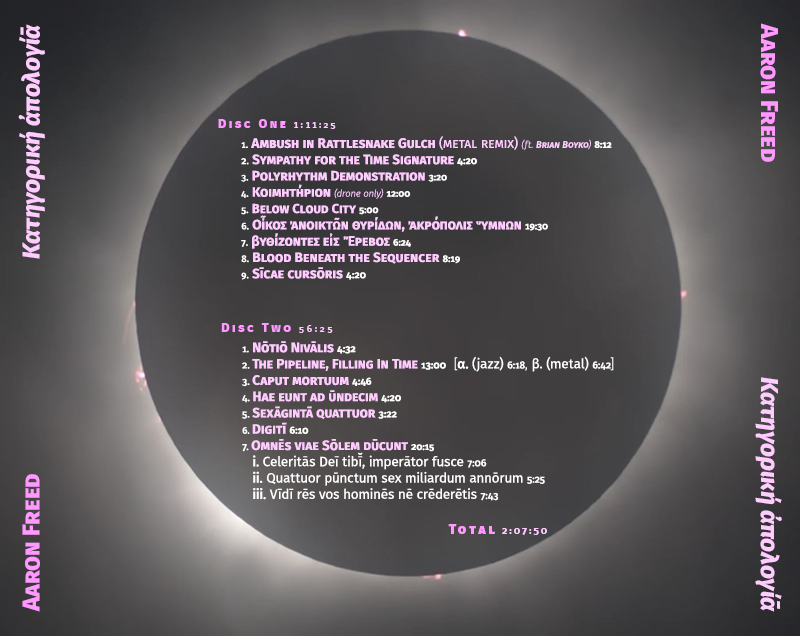 Κατηγορική ἀπολογίᾱ
Aaron Freed
Disc One 1:11:25
1. Ambush in Rattlesnake Gulch (metal remix) (ft. Brian Boyko) 8:12
2. Sympathy for the Time Signature 4:20
3. Polyrhythm Demonstration 3:20
4. Κοιμητήριον (drone only) 12:00
5. Below Cloud City 5:00
6. Οἶκος Ἀνοικτῶν Θυρίδων, Ἀκρόπολις Ὕμνων 19:30
7. βυθίζοντες εἰς Ἔρεβος 6:24
8. Blood Beneath the Sequencer 8:19
9. Sīcae cursōris 4:20
Disc Two 56:25
1. Nōtiō Nivālis 4:32
2. The Pipeline, Filling In Time 13:00 [α. (jazz) 6:18, β. (metal) 6:42]
3. Caput mortuum 4:46
4. Hae eunt ad ūndecim 4:20
5. Sexāgintā quattuor 3:22
6. Digitī 6:10
7. Omnēs viae Sōlem dūcunt 20:15
i. Celeritās Deī tibī̆, imperātor fusce 7:06
ii. Quattuor pūnctum sex miliardum annōrum 5:25
iii. Vīdī rēs vos hominēs nē crēderētis 7:43
Total 2:07:50
Aaron Freed
Κατηγορική ἀπολογίᾱ